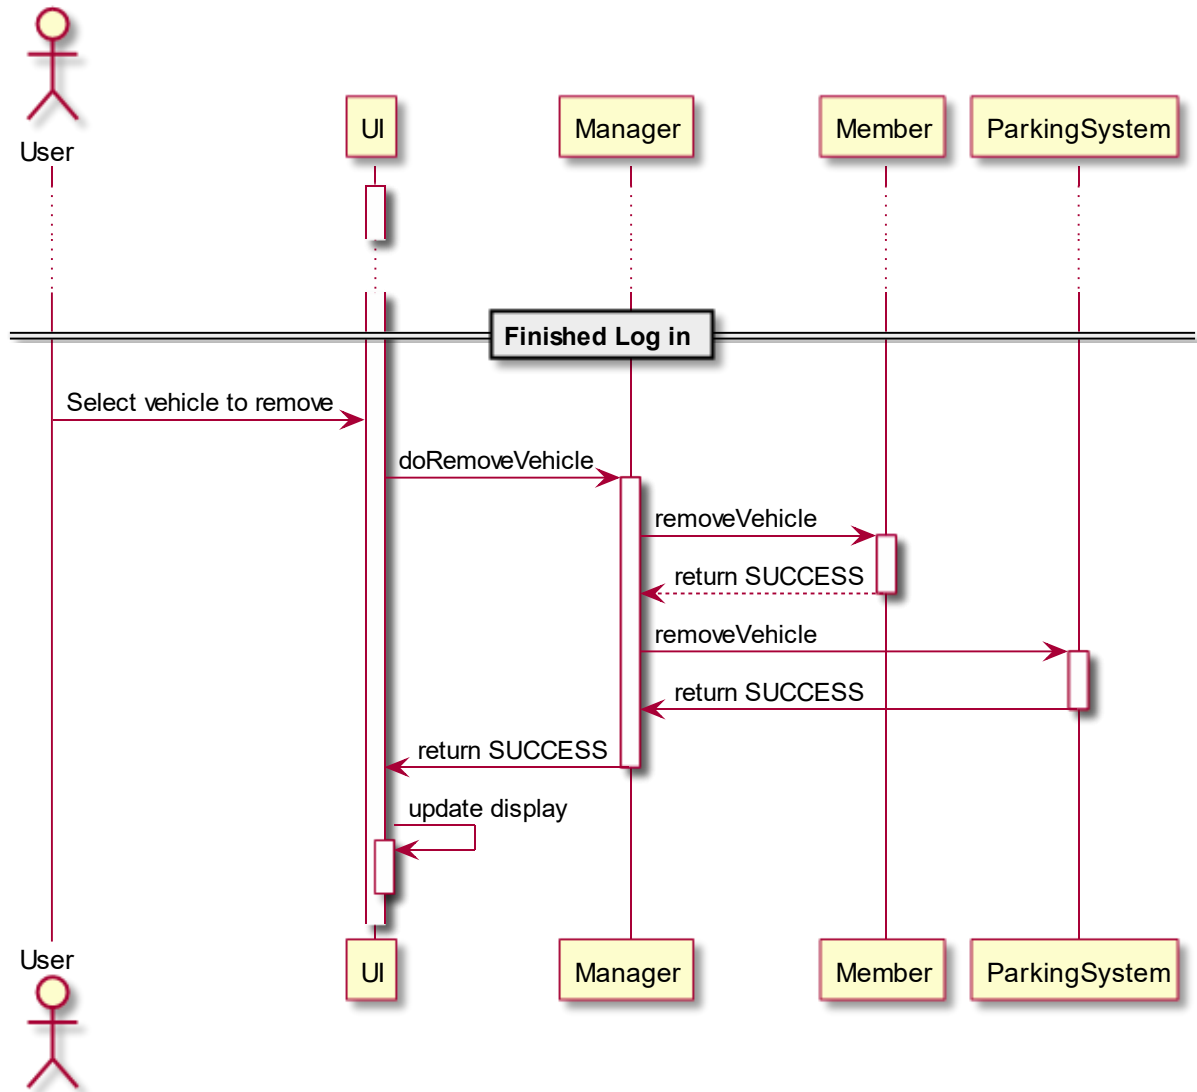 User
UI
Manager
Member
ParkingSystem
Finished Log in
Select vehicle to remove
doRemoveVehicle
removeVehicle
return SUCCESS
removeVehicle
return SUCCESS
return SUCCESS
update display
User
UI
Manager
Member
ParkingSystem